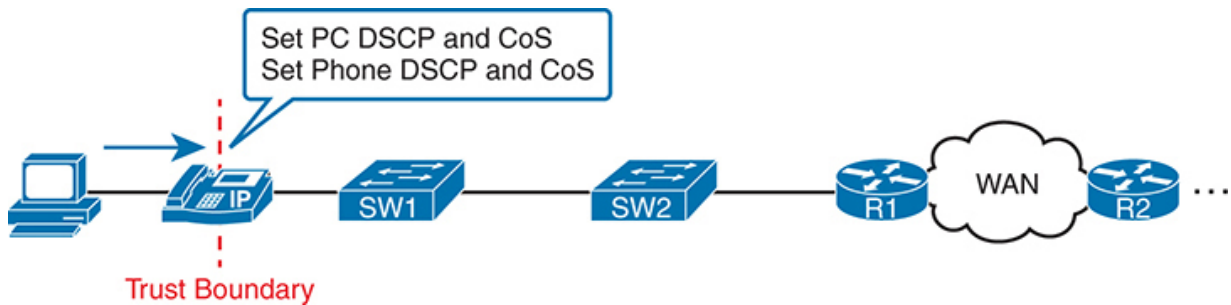 Set PC DSCP and CoS
Set Phone DSCP and CoS
IP
SW1
SW2
R1
WAN
R2
...
Trust Boundary